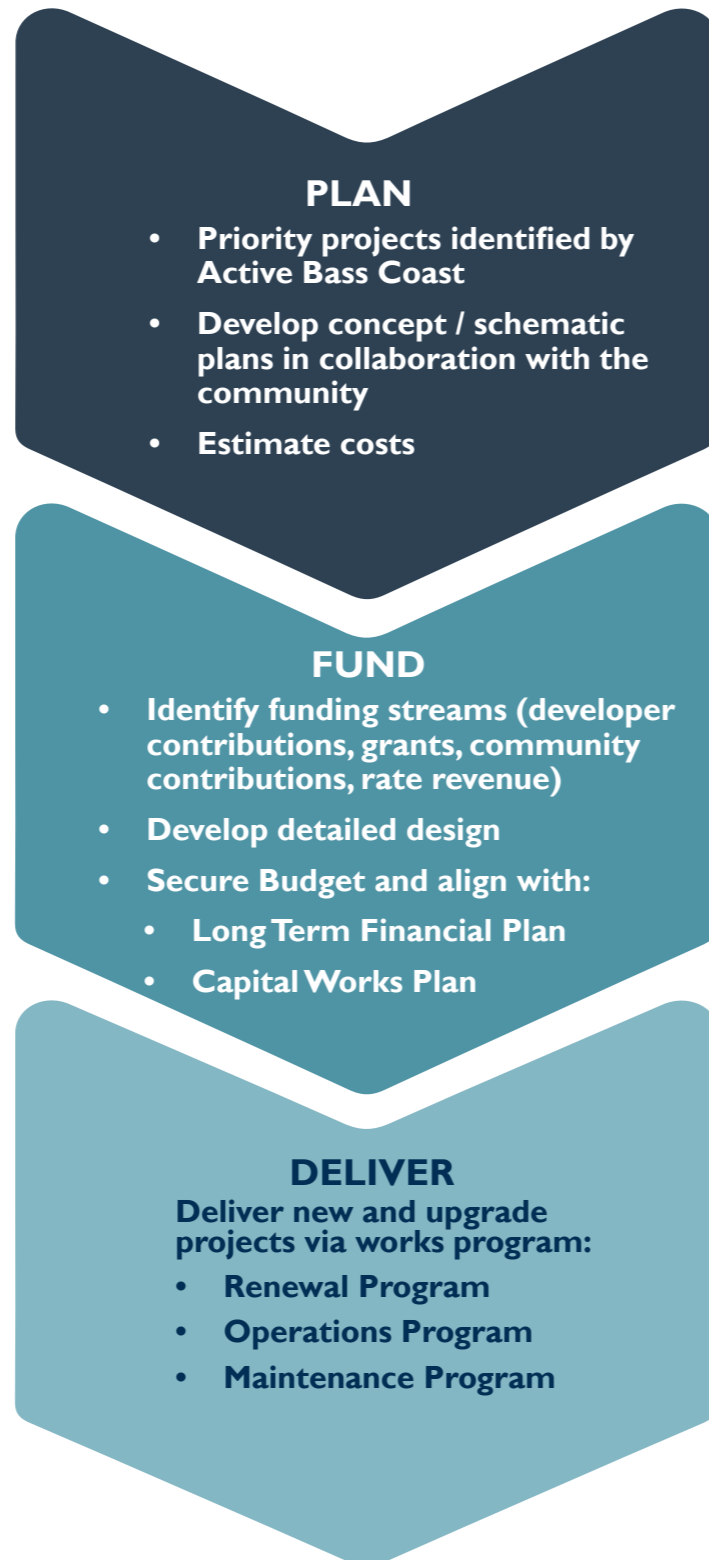 PLAN
• Priority projects identified by
Active Bass Coast
• Develop concept / schematic
plans in collaboration with the
community
• Estimate costs
FUND
• Identify funding streams (developer
contributions, grants, community
contributions, rate revenue)
• Develop detailed design
• Secure Budget and align with:
• Long Term Financial Plan
• Capital Works Plan
DELIVER
Deliver new and upgrade
projects via works program:
• Renewal Program
• Operations Program
• Maintenance Program